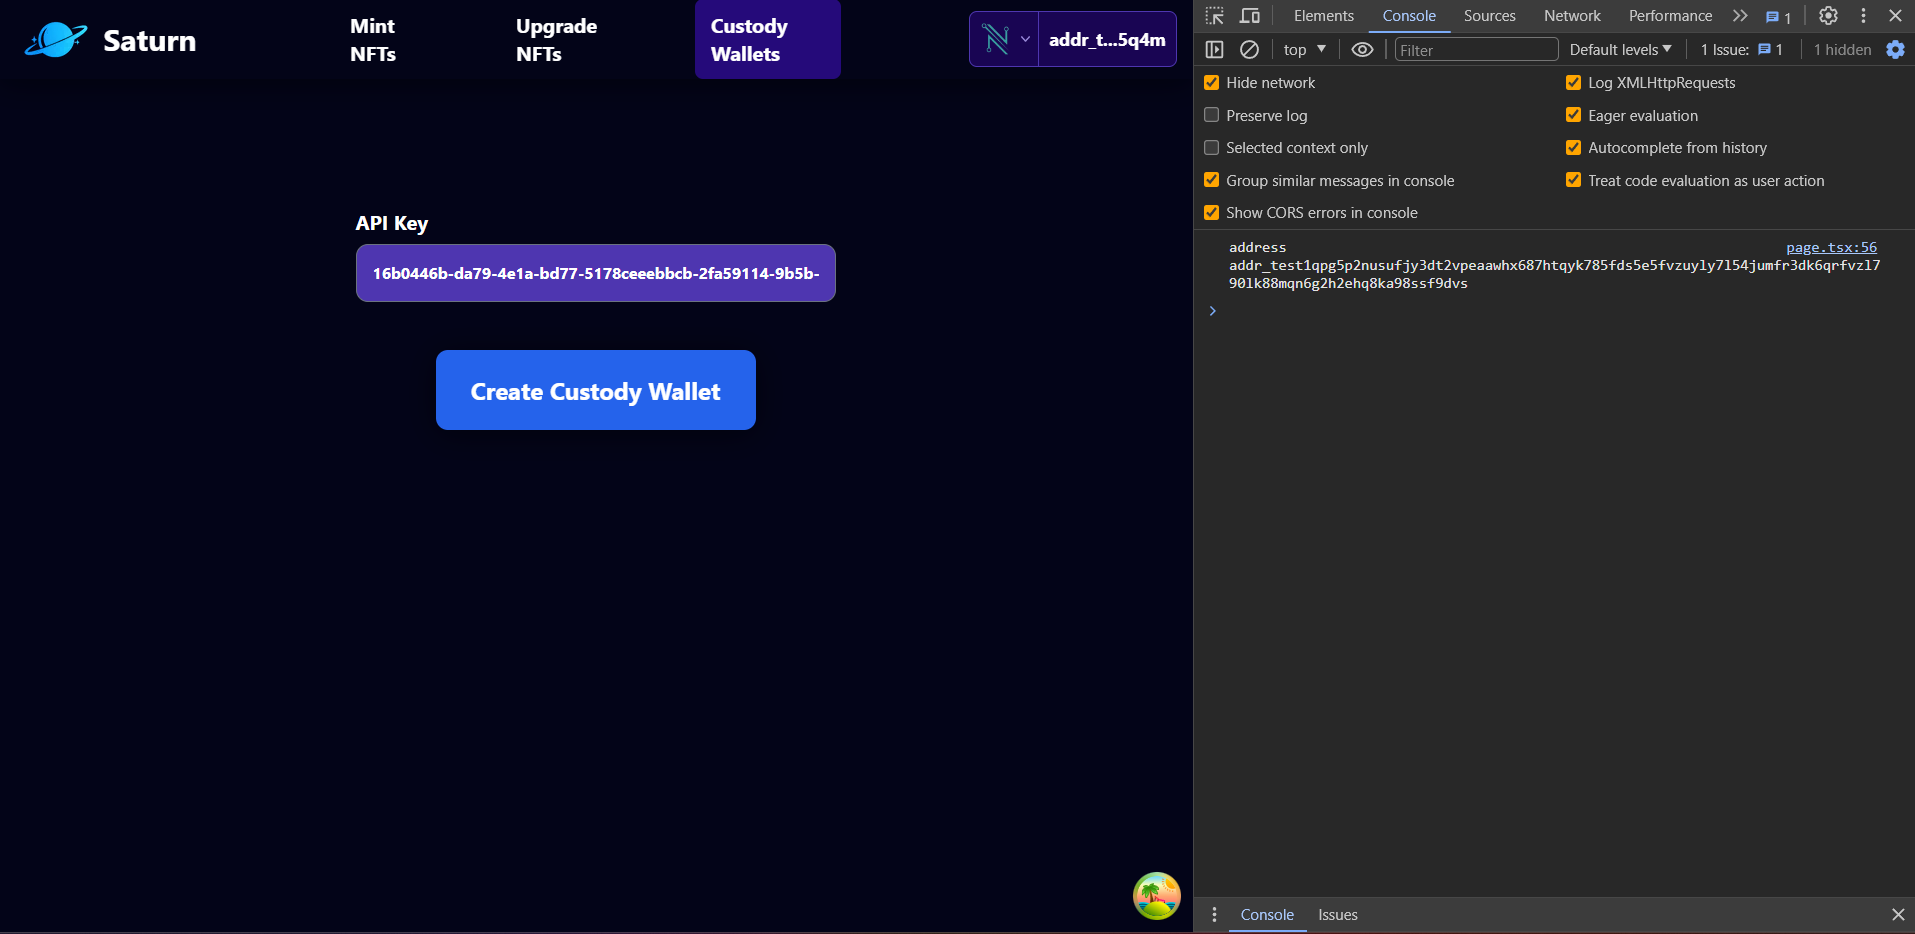 Saturn
Mint
NFTs
Upgrade
NFTs
Custody
Wallets
addr_t...5q4m
API Key
16b0446b-da79-4e1a-bd77-5178ceeebbcb-2fa59114-9b5b-
Create Custody Wallet
Elements Console Sources Network Performance 1
top Filter Default levels 1 Issue: 1 1 hidden
Hide network Log XMLHttpRequests
Preserve log Eager evaluation
Selected context only Autocomplete from history
Group similar messages in console Treat code evaluation as user action
Show CORS errors in console
address page.tsx:56
addr_test1qpg5p2nusufjy3dt2vpeaawhx687htqyk785fds5e5fvzuyly7l54jumfr3dk6qrfvzl7
90lk88mqn6g2h2ehq8ka98ssf9dvs
Console Issues